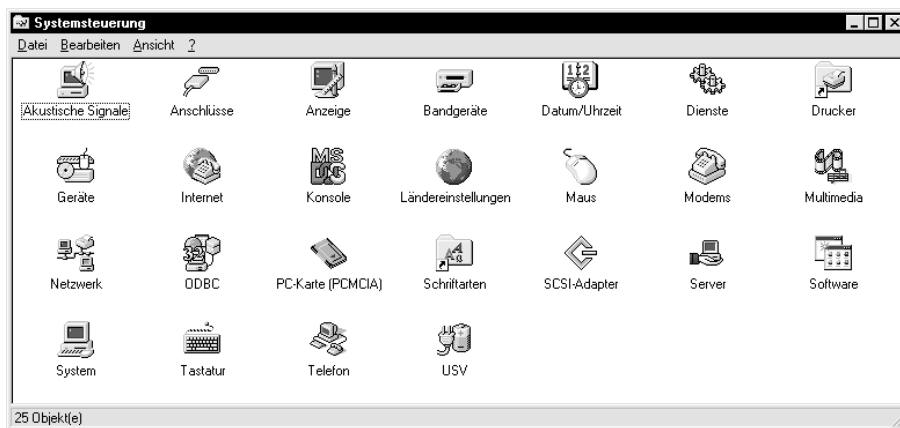 Systemsteuerung
Datei Bearbeiten Ansicht ?
Akustische Signale Anschlüsse Anzeige Bandgeräte Datum/Uhrzeit Dienste Drucker
Geräte Internet Konsole Ländereinstellungen Maus Modems Multimedia
Netzwerk ODBC PC-Karte (PCMCIA) Schriftarten SCSI-Adapter Server Software
System Tastatur Telefon USV
25 Objekt(e)